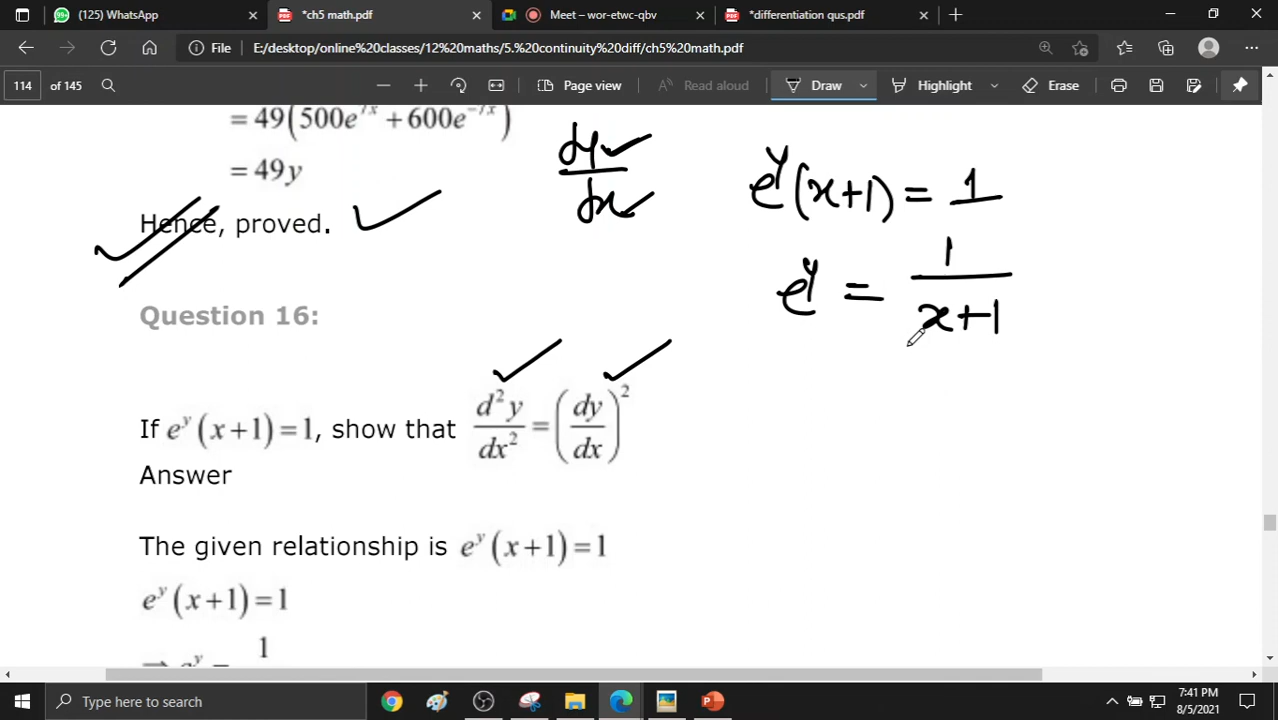 (125) WhatsApp
*ch5 math.pdf
Meet – wor-etwc-qbv
*differentiation qus.pdf
File
E:/desktop/online%20classes/12%20maths/5.%20continuity%20diff/ch5%20math.pdf
114 of 145
Page view
Read aloud
Draw
Highlight
Erase
= 49(500e^{7x} + 600e^{-7x})
= 49y
Hence, proved.
dy/dx
e^y(x+1) = 1
e^y = 1/(x+1)
Question 16:
If e^y(x+1)=1, show that d²y/dx² = (dy/dx)²
Answer
The given relationship is e^y(x+1)=1
e^y(x+1)=1
1
Type here to search
7:41 PM
8/5/2021